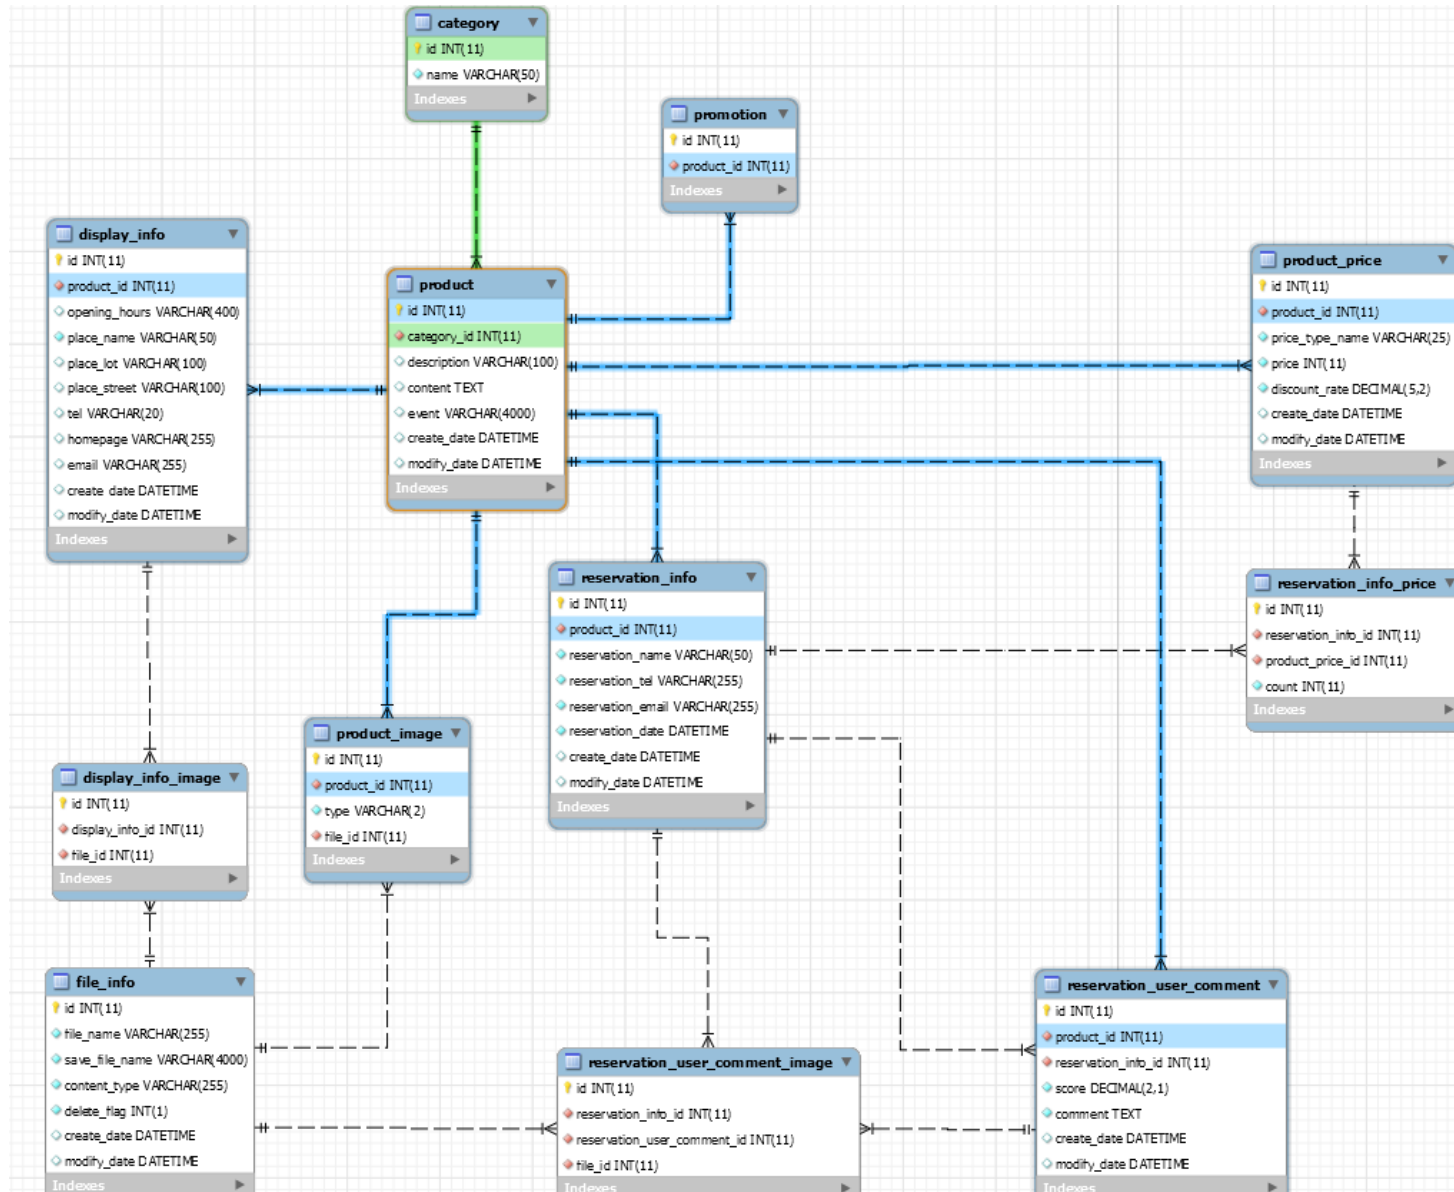 category
id INT(11)
name VARCHAR(50)
Indexes
promotion
id INT(11)
product_id INT(11)
Indexes
display_info
id INT(11)
product_id INT(11)
opening_hours VARCHAR(400)
place_name VARCHAR(50)
place_lot VARCHAR(100)
place_street VARCHAR(100)
tel VARCHAR(20)
homepage VARCHAR(255)
email VARCHAR(255)
create_date DATETIME
modify_date DATETIME
Indexes
product
id INT(11)
category_id INT(11)
description VARCHAR(100)
content TEXT
event VARCHAR(4000)
create_date DATETIME
modify_date DATETIME
Indexes
product_price
id INT(11)
product_id INT(11)
price_type_name VARCHAR(25)
price INT(11)
discount_rate DECIMAL(5,2)
create_date DATETIME
modify_date DATETIME
Indexes
reservation_info
id INT(11)
product_id INT(11)
reservation_name VARCHAR(50)
reservation_tel VARCHAR(255)
reservation_email VARCHAR(255)
reservation_date DATETIME
create_date DATETIME
modify_date DATETIME
Indexes
reservation_info_price
id INT(11)
reservation_info_id INT(11)
product_price_id INT(11)
count INT(11)
Indexes
product_image
id INT(11)
product_id INT(11)
type VARCHAR(2)
file_id INT(11)
Indexes
display_info_image
id INT(11)
display_info_id INT(11)
file_id INT(11)
Indexes
file_info
id INT(11)
file_name VARCHAR(255)
save_file_name VARCHAR(4000)
content_type VARCHAR(255)
delete_flag INT(1)
create_date DATETIME
modify_date DATETIME
Indexes
reservation_user_comment_image
id INT(11)
reservation_info_id INT(11)
reservation_user_comment_id INT(11)
file_id INT(11)
Indexes
reservation_user_comment
id INT(11)
product_id INT(11)
reservation_info_id INT(11)
score DECIMAL(2,1)
comment TEXT
create_date DATETIME
modify_date DATETIME
Indexes